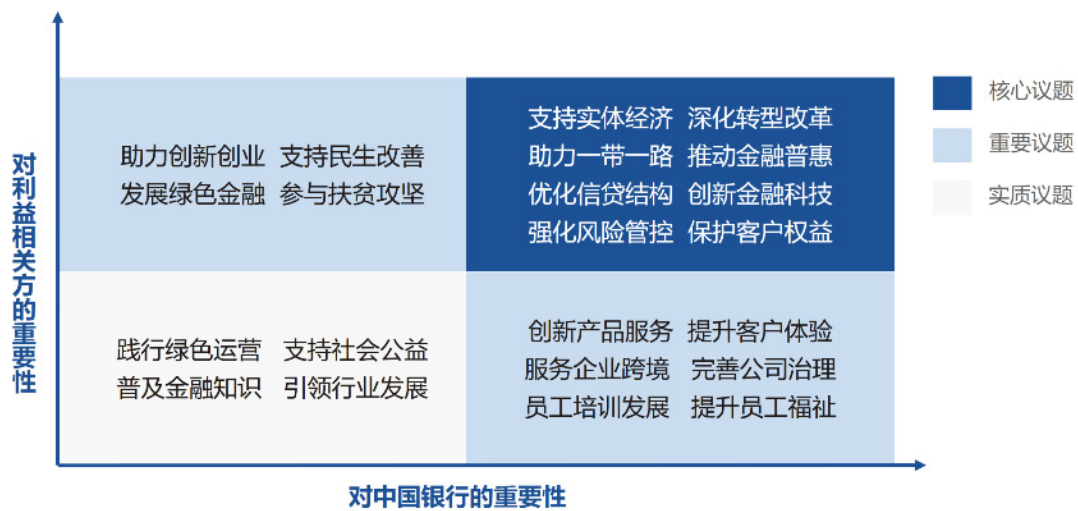 对利益相关方的重要性
助力创新创业 支持民生改善
发展绿色金融 参与扶贫攻坚
支持实体经济 深化转型改革
助力一带一路 推动金融普惠
优化信贷结构 创新金融科技
强化风险管控 保护客户权益
践行绿色运营 支持社会公益
普及金融知识 引领行业发展
创新产品服务 提升客户体验
服务企业跨境 完善公司治理
员工培训发展 提升员工福祉
对中国银行的重要性
核心议题
重要议题
实质议题